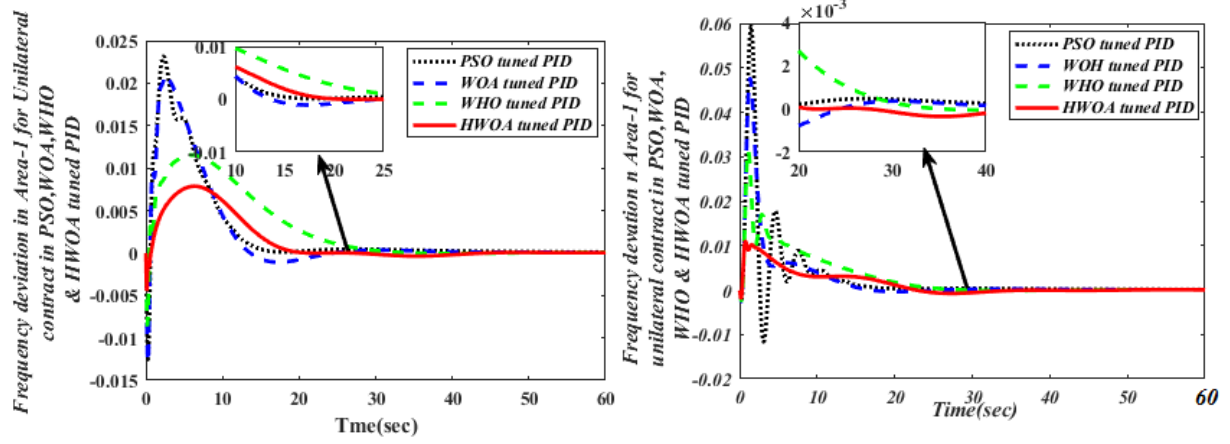 Frequency deviation in Area-1 for Unilateral
contract in PSO,WOA,WHO
& HWOA tuned PID
0.025
0.02
0.015
0.01
0.005
0
-0.005
-0.01
-0.015
0
10
20
30
40
50
60
Tme(sec)
0.01
0
-0.01
10
15
20
25
PSO tuned PID
WOA tuned PID
WHO tuned PID
HWOA tuned PID
Frequency devation n Area-1 for
unilateral contract in PSO,WOA,
WHO & HWOA tuned PID
0.06
0.05
0.04
0.03
0.02
0.01
0
-0.01
-0.02
0
10
20
30
40
50
60
Time(sec)
×10-3
4
2
0
-2
20
30
40
PSO tuned PID
WOH tuned PID
WHO tuned PID
HWOA tuned PID